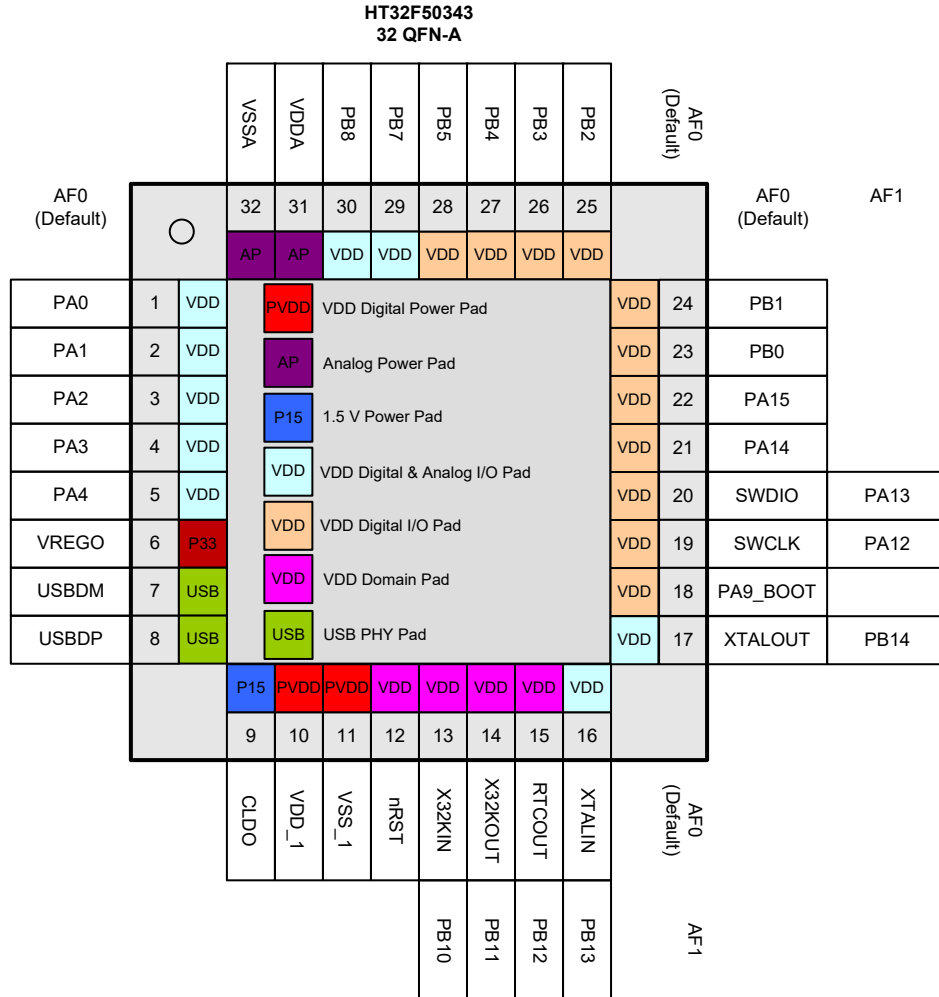 HT32F50343
32 QFN-A
VSSA VDDA PB8 PB7 PB5 PB4 PB3 PB2 AF0 (Default)
AF0 (Default) 32 31 30 29 28 27 26 25 AF0 (Default) AF1
AP AP VDD VDD VDD VDD VDD VDD
PA0 1 VDD PVDD VDD Digital Power Pad VDD 24 PB1
PA1 2 VDD AP Analog Power Pad VDD 23 PB0
PA2 3 VDD P15 1.5 V Power Pad VDD 22 PA15
PA3 4 VDD VDD VDD Digital & Analog I/O Pad VDD 21 PA14
PA4 5 VDD VDD 20 SWDIO PA13
VREGO 6 P33 VDD VDD Digital I/O Pad VDD 19 SWCLK PA12
USBDM 7 USB VDD VDD Domain Pad VDD 18 PA9_BOOT
USBDP 8 USB USB USB PHY Pad VDD 17 XTALOUT PB14
P15 PVDD PVDD VDD VDD VDD VDD VDD
9 10 11 12 13 14 15 16
CLDO VDD_1 VSS_1 nRST X32KIN X32KOUT RTCOUT XTALIN AF0 (Default)
PB10 PB11 PB12 PB13 AF1